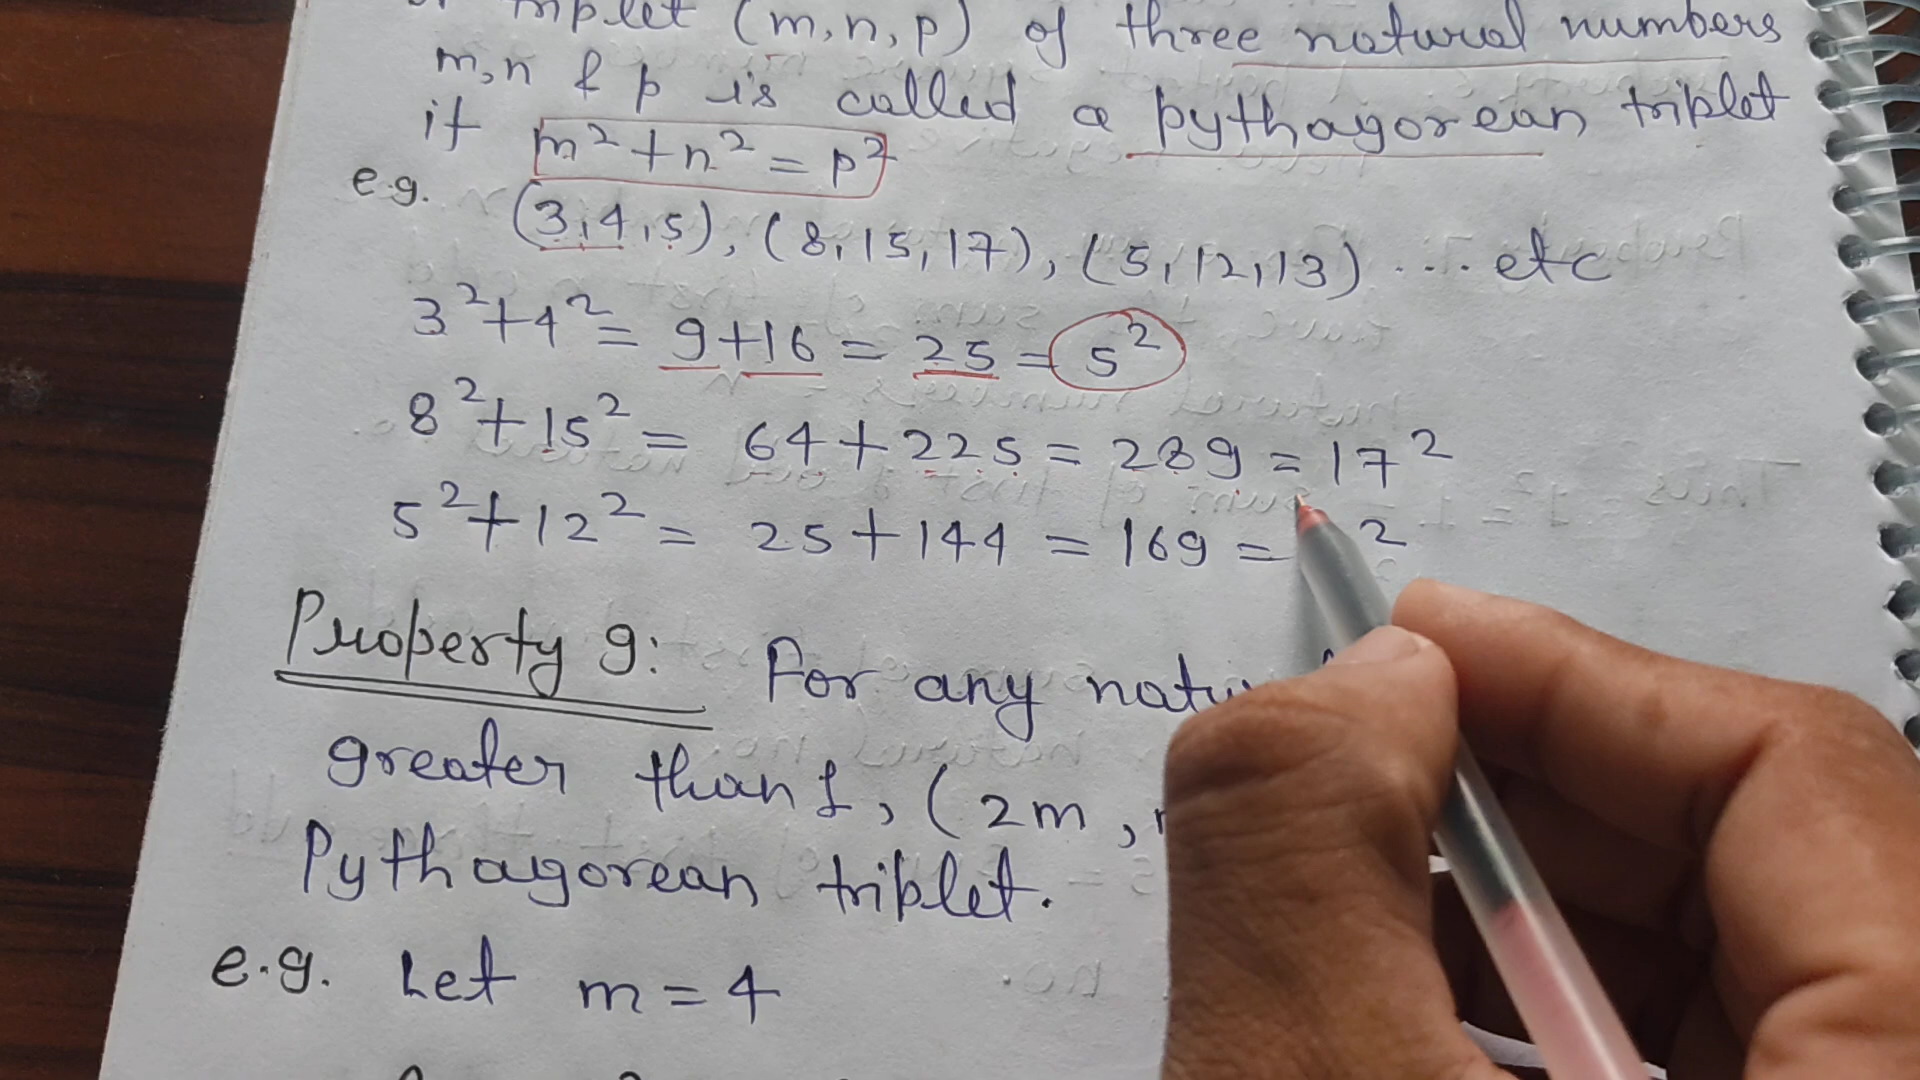 triplet (m, n, p) of three natural numbers
m, n & p is called a pythagorean triplet
if m² + n² = p²
e.g. (3, 4, 5), (8, 15, 17), (5, 12, 13) .... etc
3² + 4² = 9 + 16 = 25 = 5²
8² + 15² = 64 + 225 = 289 = 17²
5² + 12² = 25 + 144 = 169 = ²
Property 9: For any
greater than 1, (2m,
Pythagorean triplet.
e.g. Let m = 4